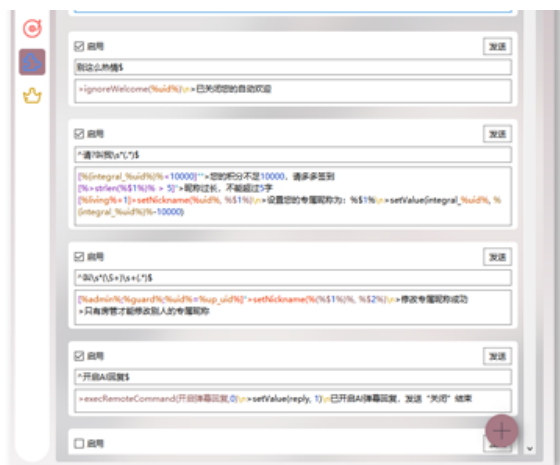 启用
发送
别这么热情$
>ignoreWelcome(%uid%)\n>已关闭您的自动欢迎
启用
发送
^请?叫我\s*(.*)$
[%{integral_%uid%}%<10000]**>您的积分不足10000，请多多签到
[%>strlen(%$1%)% > 5]*>昵称过长，不能超过5字
[%living%+1]>setNickname(%uid%, %$1%)\n>设置您的专属昵称为：%$1%\n>setValue(integral_%uid%, %
{integral_%uid%}%-10000)
启用
发送
^叫\s*(\S+)\s+(.*)$
[%admin%;%guard%;%uid%=%up_uid%]*>setNickname(%(%$1%)%, %$2%)\n>修改专属昵称成功
>只有房管才能修改别人的专属昵称
启用
发送
^开启AI回复$
>execRemoteCommand(开启弹幕回复,0)\n>setValue(reply, 1)\n已开启AI弹幕回复，发送“关闭”结束
启用